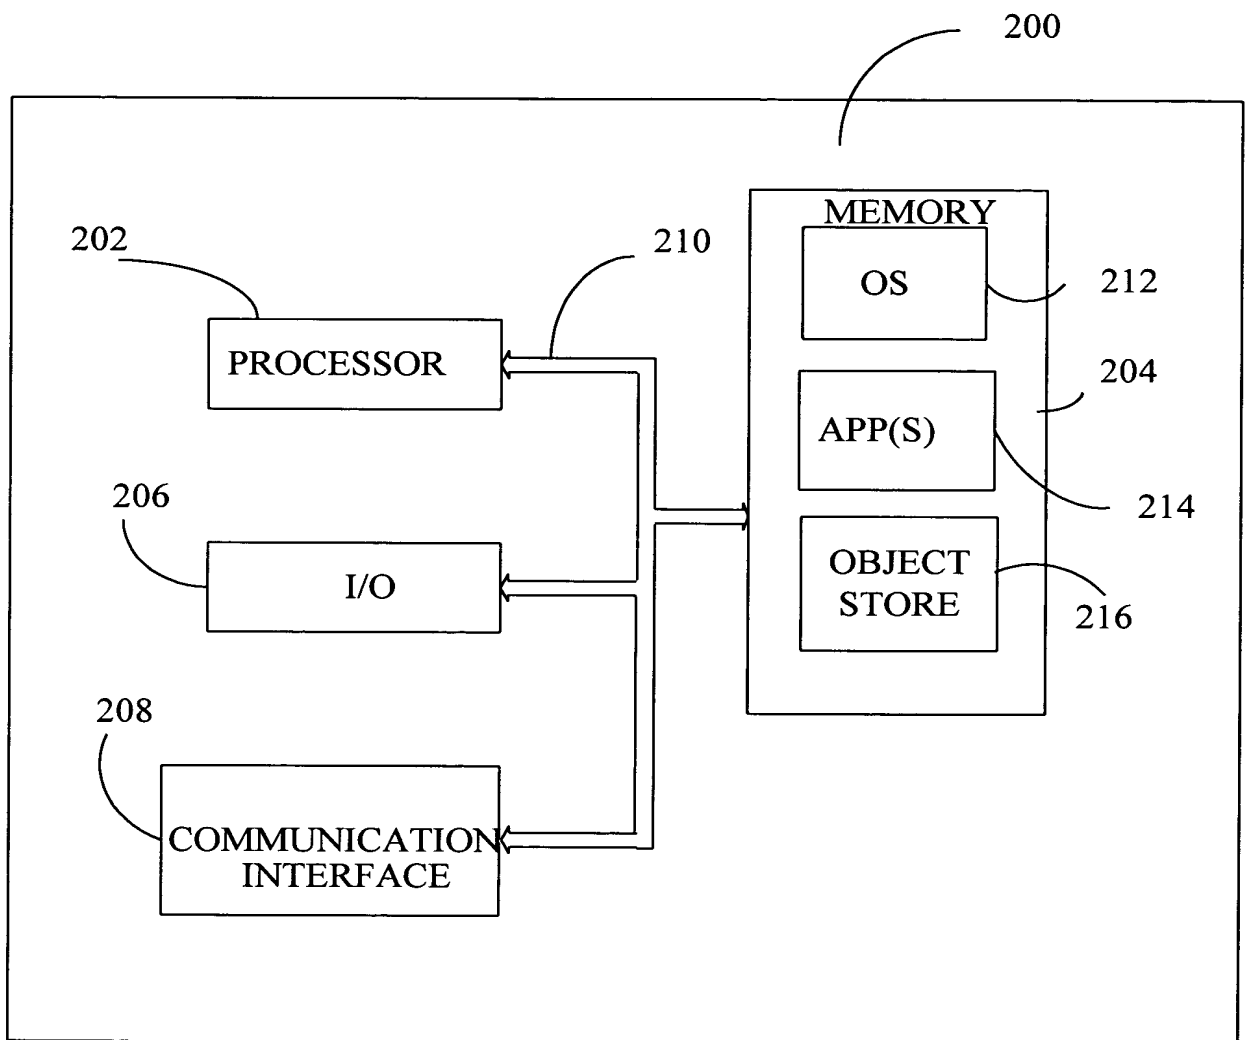 200
MEMORY
202
210
OS
212
PROCESSOR
204
APP(S)
206
214
I/O
OBJECT
STORE
216
208
COMMUNICATION
INTERFACE